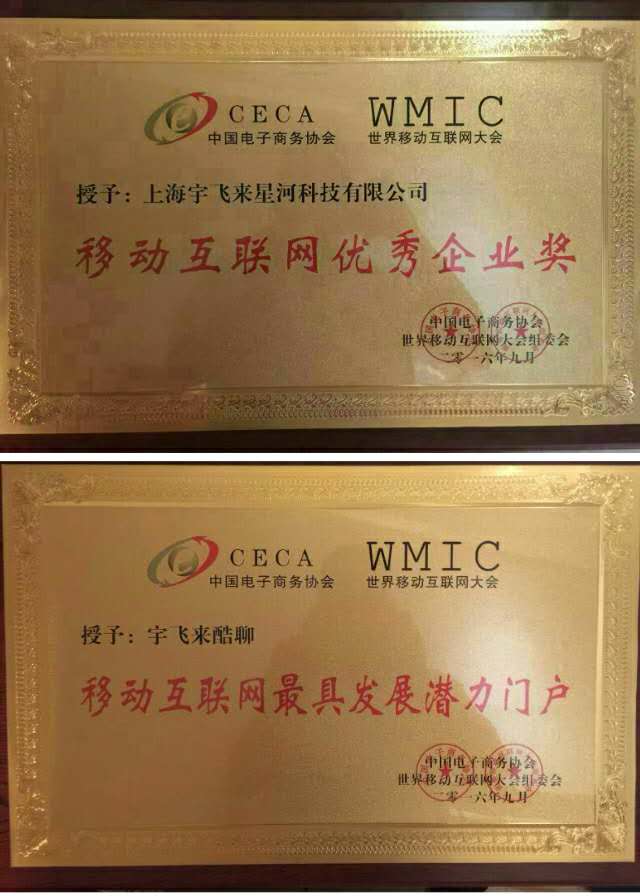 CECA
中国电子商务协会
WMIC
世界移动互联网大会
授予：上海宇飞来星河科技有限公司
移动互联网优秀企业奖
中国电子商务协会
世界移动互联网大会组委会
二零一六年九月
CECA
中国电子商务协会
WMIC
世界移动互联网大会
授予：宇飞来酷聊
移动互联网最具发展潜力门户
中国电子商务协会
世界移动互联网大会组委会
二零一六年九月